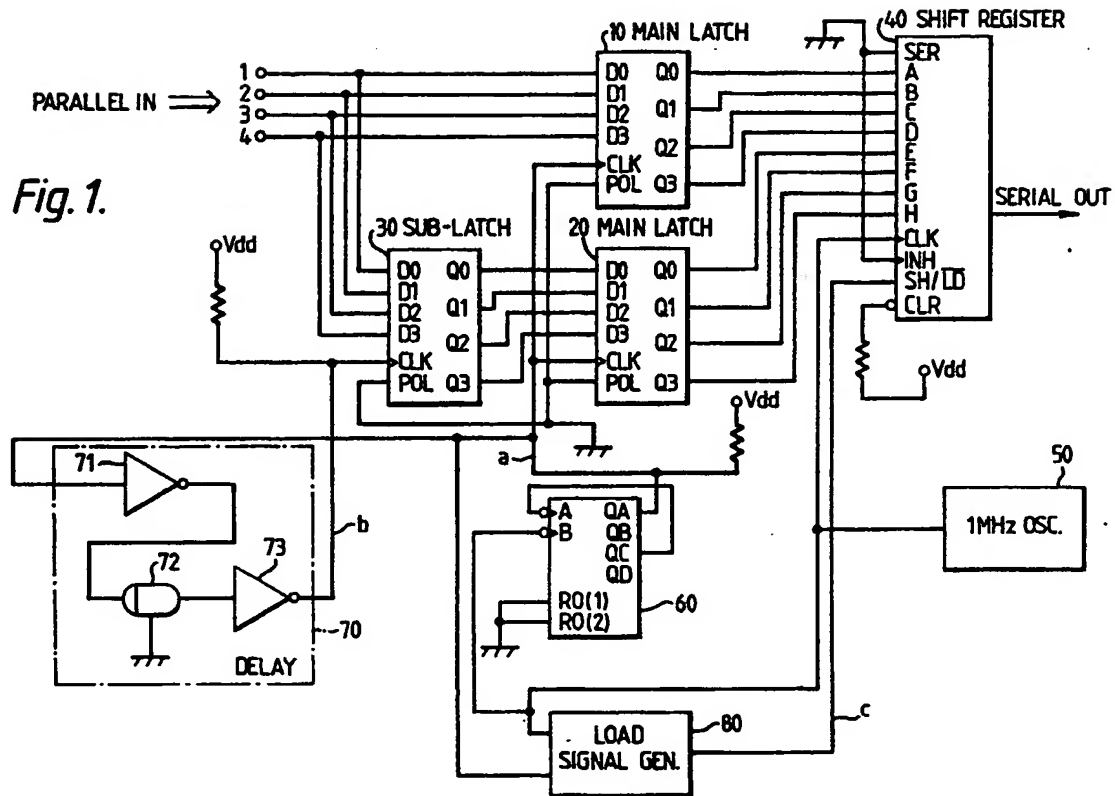 Fig.1.
PARALLEL IN
1
2
3
4
10 MAIN LATCH
D0 Q0
D1 Q1
D2 Q2
D3 Q3
CLK
POL
30 SUB-LATCH
D0 Q0
D1 Q1
D2 Q2
D3 Q3
CLK
POL
20 MAIN LATCH
D0 Q0
D1 Q1
D2 Q2
D3 Q3
CLK
POL
40 SHIFT REGISTER
SER
A
B
C
D
E
F
G
H
CLK
INH
SH/LD
CLR
SERIAL OUT
Vdd
Vdd
Vdd
50
1MHz OSC.
71
72
73
70
DELAY
a
b
c
A QA
B QB
QC
QD
RO(1)
RO(2)
60
80
LOAD
SIGNAL GEN.